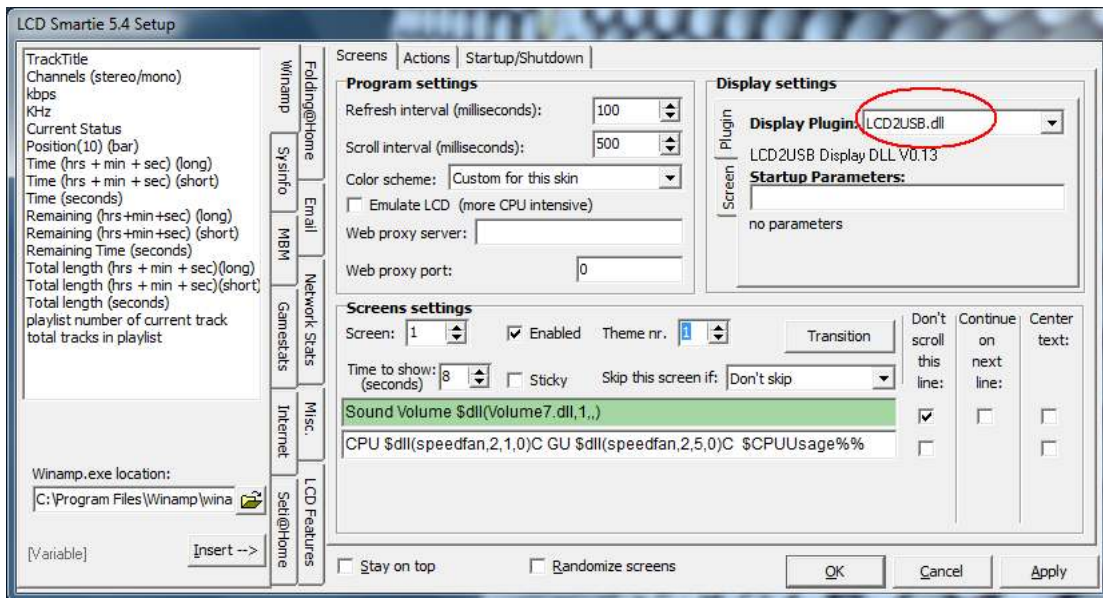 LCD Smartie 5.4 Setup
TrackTitle
Channels (stereo/mono)
kbps
KHz
Current Status
Position(10) (bar)
Time (hrs + min + sec) (long)
Time (hrs + min + sec) (short)
Time (seconds)
Remaining (hrs+min+sec) (long)
Remaining (hrs+min+sec) (short)
Remaining Time (seconds)
Total length (hrs + min + sec)(long)
Total length (hrs + min + sec)(short)
Total length (seconds)
playlist number of current track
total tracks in playlist
Winamp.exe location:
C:\Program Files\Winamp\wina
[Variable]
Insert -->
Winamp
Sysinfo
MBM
Gamestats
Internet
Seti@Home
Folding@Home
Email
Network Stats
Misc.
LCD Features
Screens
Actions
Startup/Shutdown
Program settings
Refresh interval (milliseconds): 100
Scroll interval (milliseconds): 500
Color scheme: Custom for this skin
Emulate LCD (more CPU intensive)
Web proxy server:
Web proxy port: 0
Display settings
Plugin
Screen
Display Plugin: LCD2USB.dll
LCD2USB Display DLL V0.13
Startup Parameters:
no parameters
Screens settings
Screen: 1 Enabled Theme nr. 1 Transition
Time to show: 8 Sticky Skip this screen if: Don't skip
(seconds)
Don't
scroll
this
line:
Continue
on
next
line:
Center
text:
Sound Volume $dll(Volume7.dll,1,,)
CPU $dll(speedfan,2,1,0)C GU $dll(speedfan,2,5,0)C $CPUUsage%%
Stay on top
Randomize screens
OK
Cancel
Apply